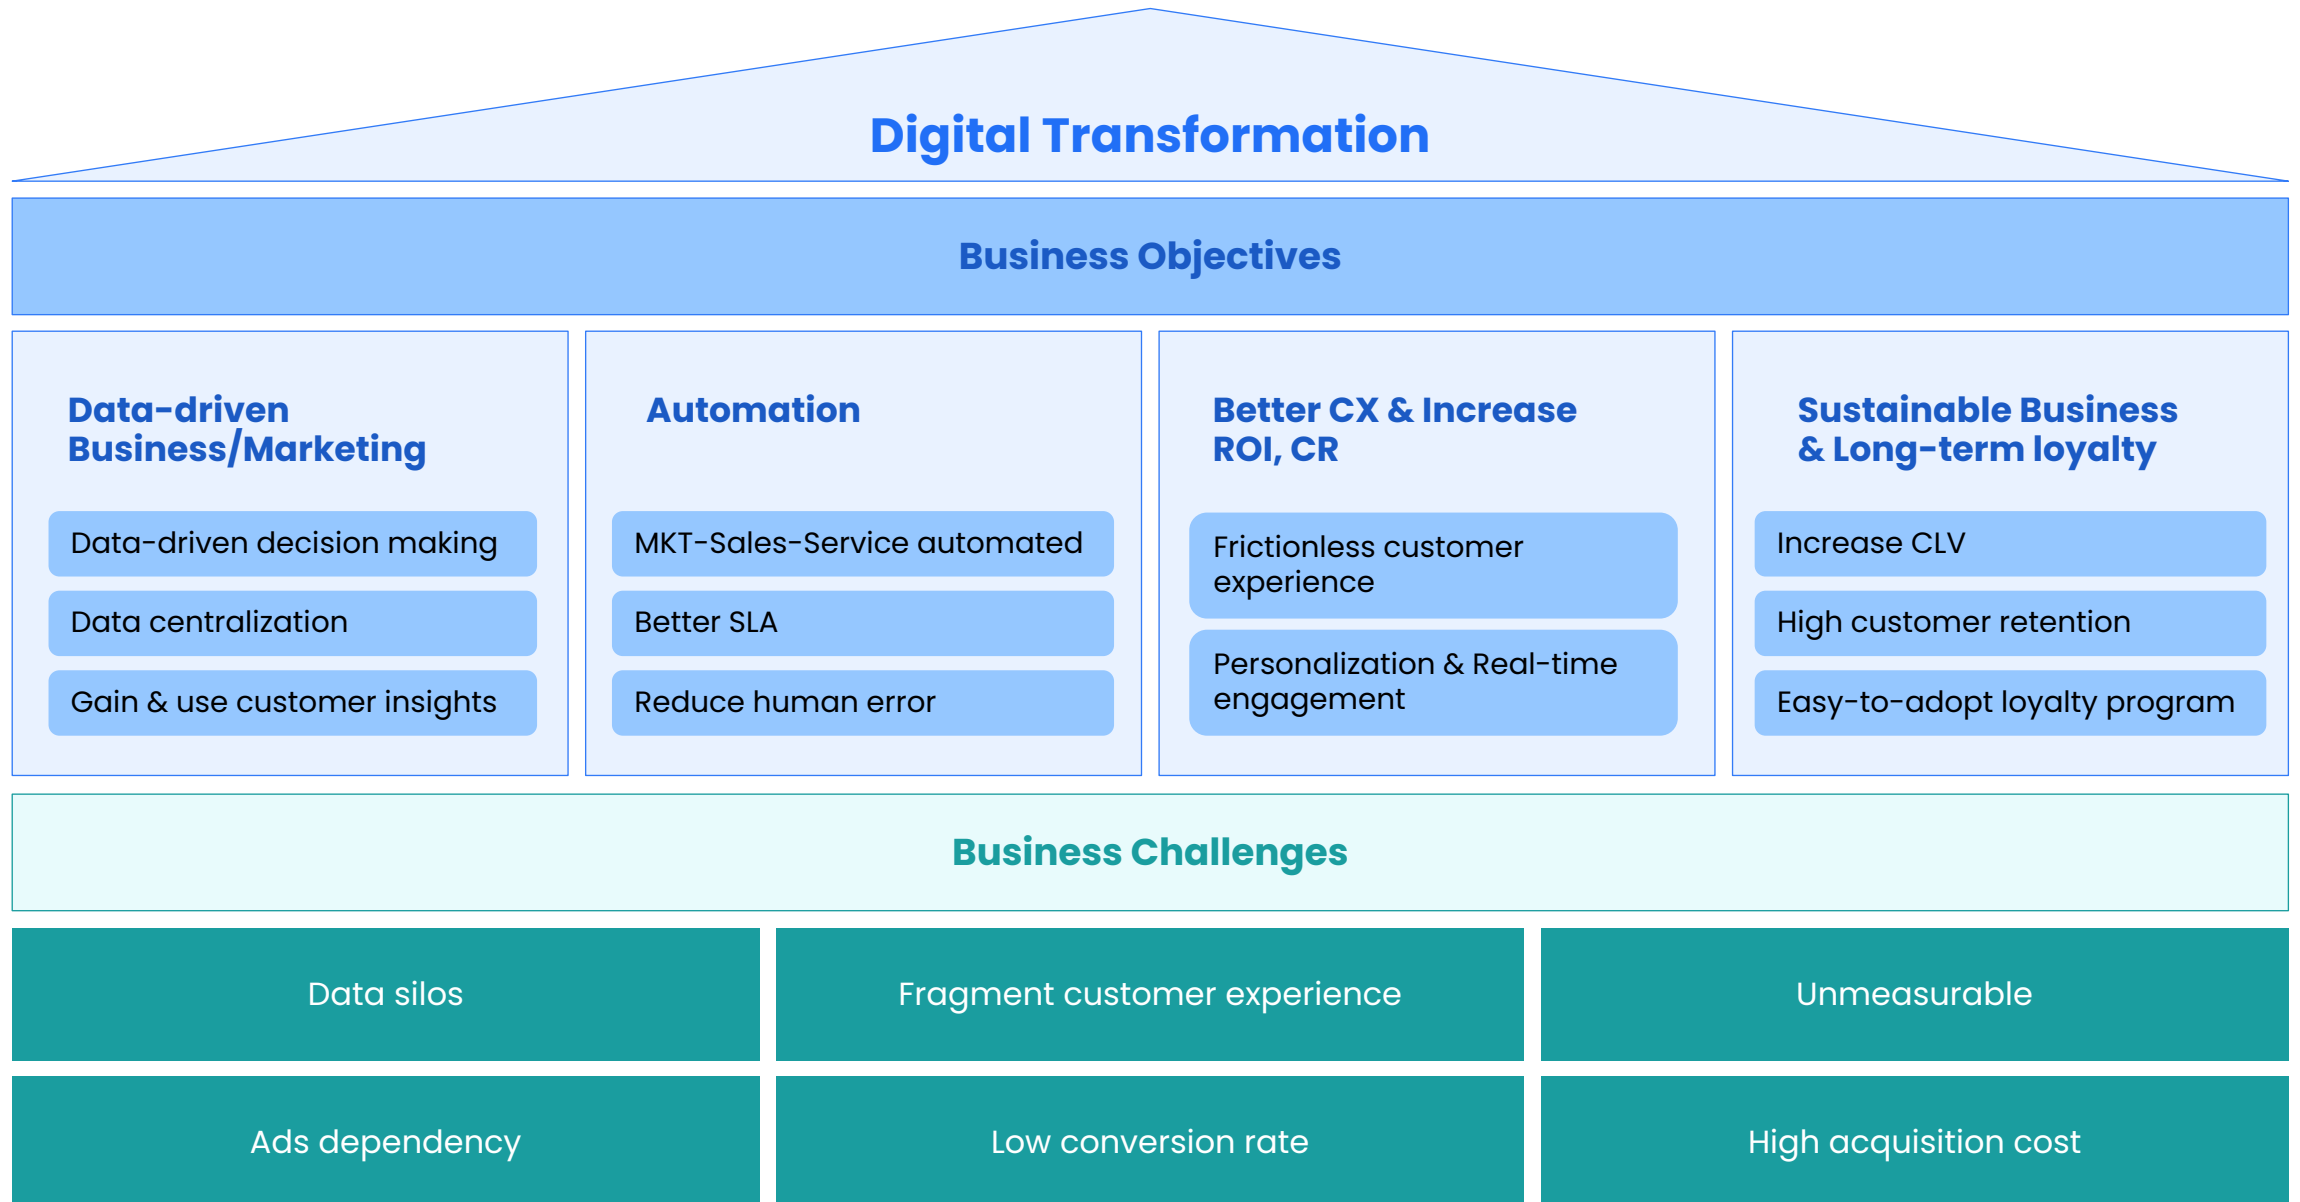 Digital Transformation
Business Objectives
Data-driven
Business/Marketing
Data-driven decision making
Data centralization
Gain & use customer insights
Automation
MKT-Sales-Service automated
Better SLA
Reduce human error
Better CX & Increase
ROI, CR
Frictionless customer
experience
Personalization & Real-time
engagement
Sustainable Business
& Long-term loyalty
Increase CLV
High customer retention
Easy-to-adopt loyalty program
Business Challenges
Data silos
Fragment customer experience
Unmeasurable
Ads dependency
Low conversion rate
High acquisition cost